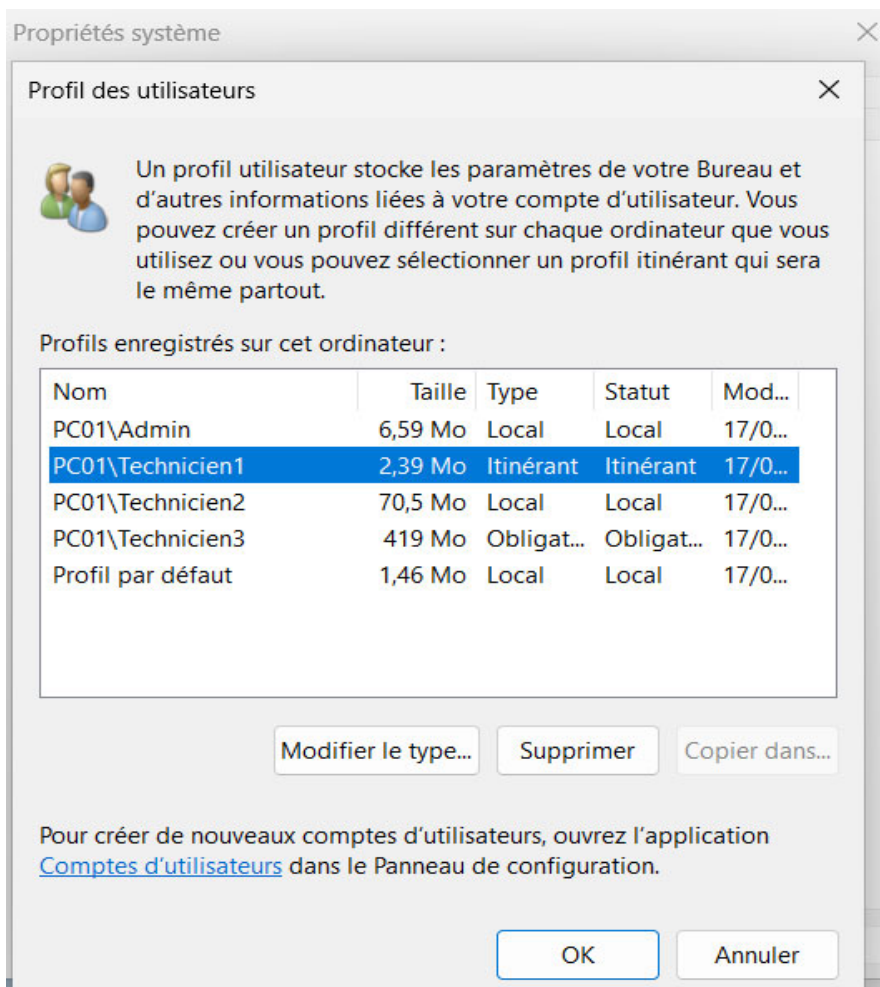 Propriétés système
Profil des utilisateurs
Un profil utilisateur stocke les paramètres de votre Bureau et
d'autres informations liées à votre compte d'utilisateur. Vous
pouvez créer un profil différent sur chaque ordinateur que vous
utilisez ou vous pouvez sélectionner un profil itinérant qui sera
le même partout.
Profils enregistrés sur cet ordinateur :
Nom Taille Type Statut Mod...
PC01\Admin 6,59 Mo Local Local 17/0...
PC01\Technicien1 2,39 Mo Itinérant Itinérant 17/0...
PC01\Technicien2 70,5 Mo Local Local 17/0...
PC01\Technicien3 419 Mo Obligat... Obligat... 17/0...
Profil par défaut 1,46 Mo Local Local 17/0...
Modifier le type... Supprimer Copier dans...
Pour créer de nouveaux comptes d'utilisateurs, ouvrez l'application
Comptes d'utilisateurs dans le Panneau de configuration.
OK Annuler